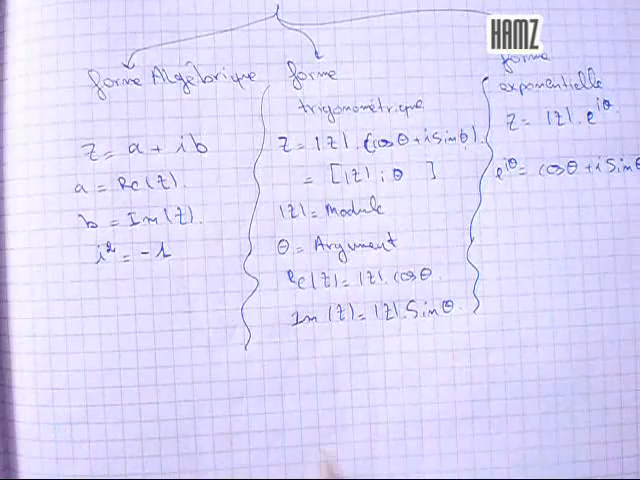 HAMZ
forme Algébrique
z = a + ib
a = Re(z).
b = Im(z).
i² = -1
forme
trigonométrique
z = |z|.(cosθ + i sinθ).
= [|z| ; θ ]
|z| = Module
θ = Argument
Re(z) = |z|.cosθ.
Im(z) = |z|.Sinθ.
forme
exponentielle
z = |z|.e^iθ
e^iθ = cosθ + i Sinθ